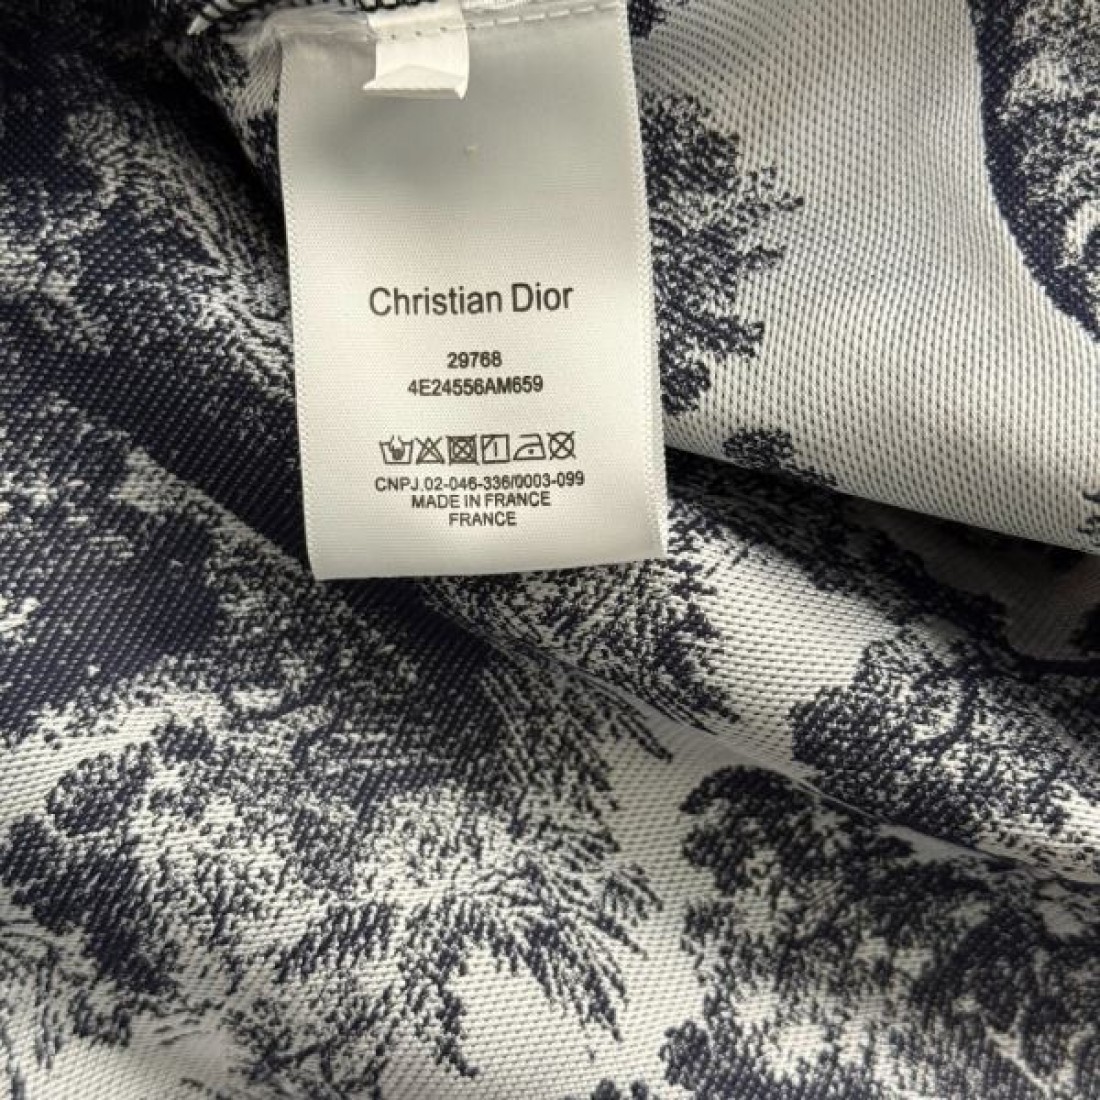 Christian Dior
29768
4E24556AM659
CNPJ.02-046-336/0003-099
MADE IN FRANCE
FRANCE